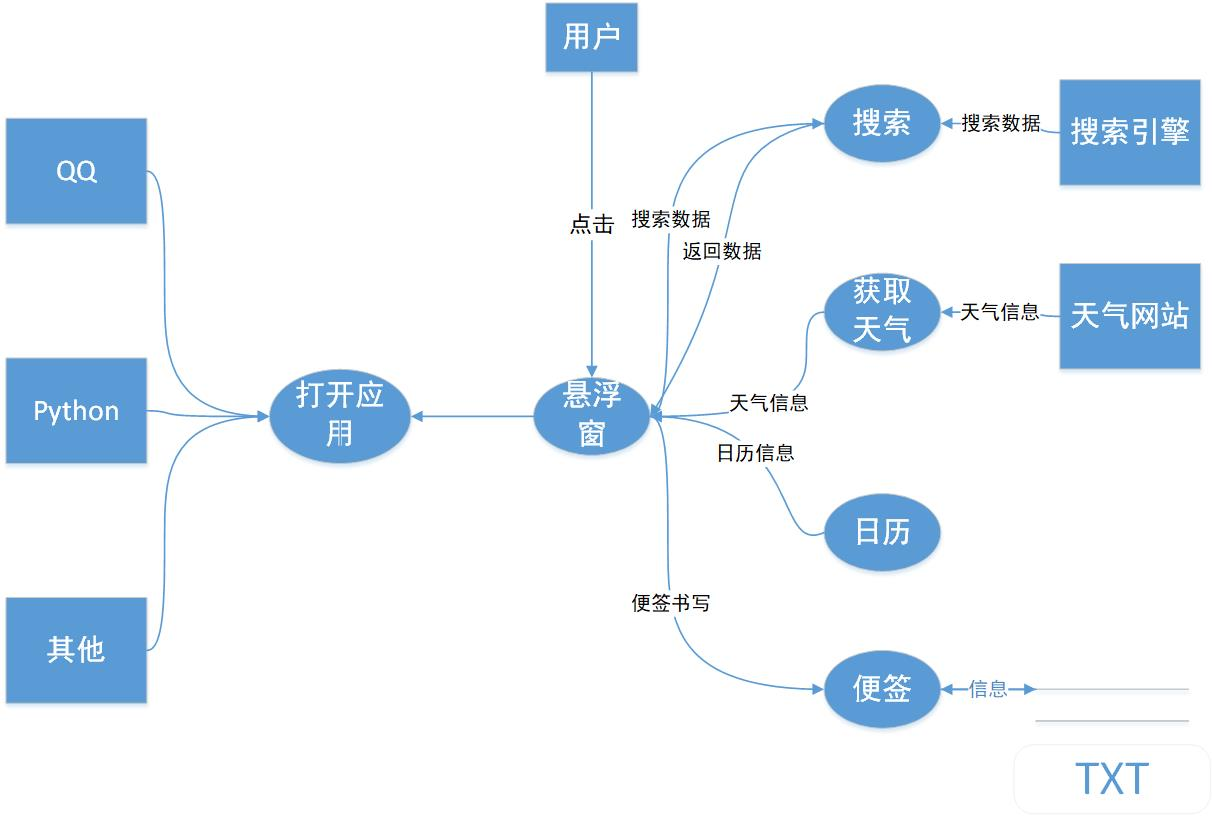 用户
搜索
搜索数据
搜索引擎
QQ
点击
搜索数据
返回数据
获取
天气
天气信息
天气网站
Python
打开应
用
悬浮
窗
天气信息
日历信息
日历
便签书写
其他
便签
信息
TXT